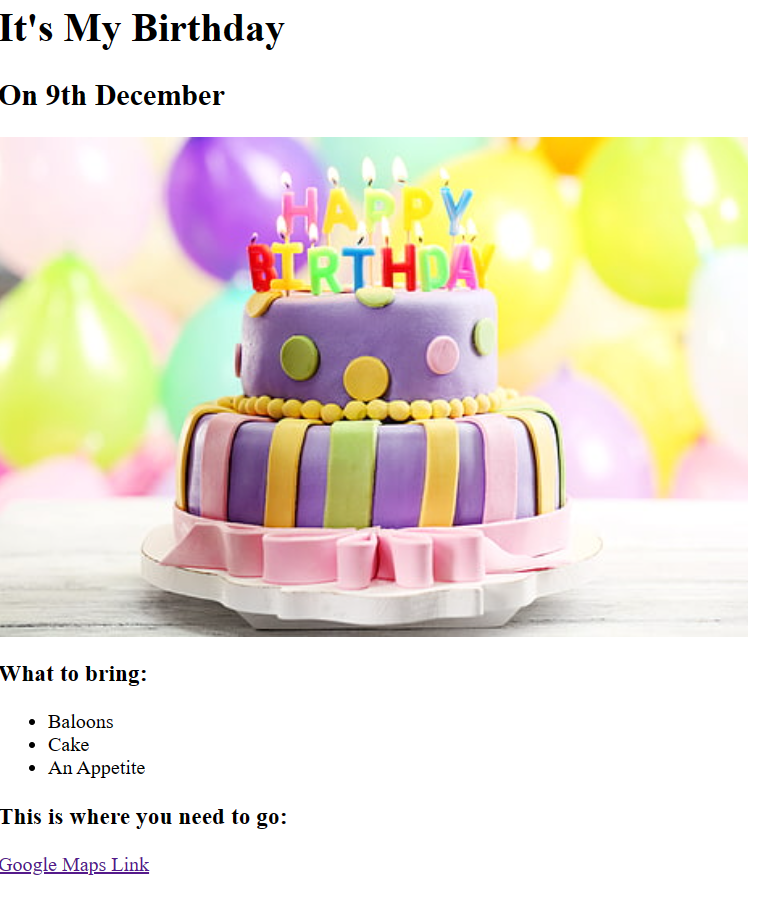 It's My Birthday
On 9th December
HAPPY
BIRTHDAY
What to bring:
Baloons
Cake
An Appetite
This is where you need to go:
Google Maps Link